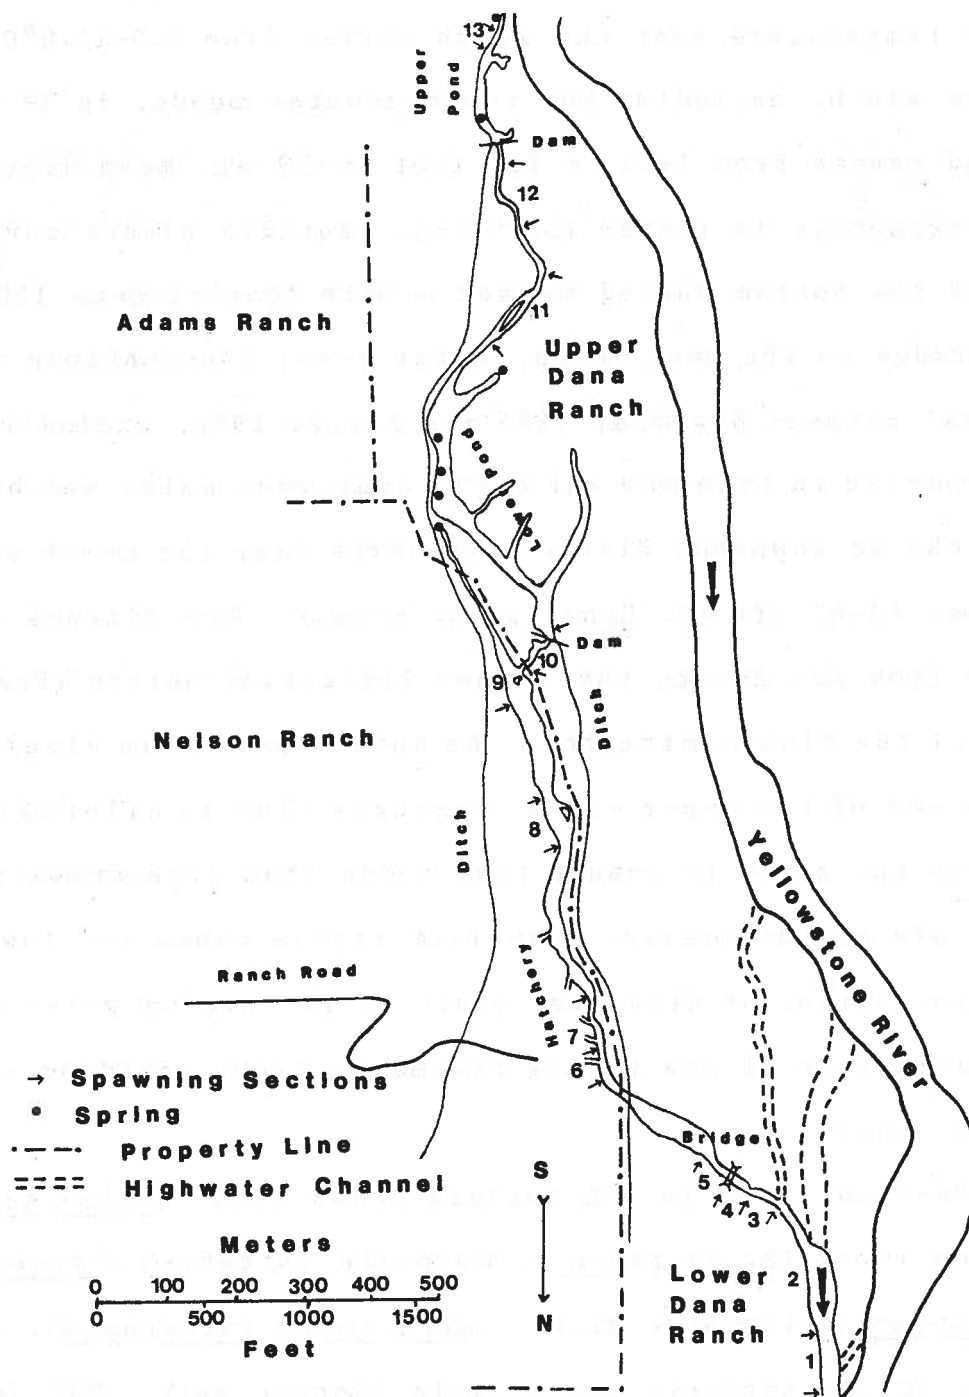 13
Upper
Pond
Dam
12
11
Adams Ranch
Upper
Dana
Ranch
Lower Pond
Dam
10
9
Ditch
Nelson Ranch
8
Ditch
Yellowstone River
Hatchery
Ranch Road
7
6
→ Spawning Sections
• Spring
Property Line
Highwater Channel
Bridge
5
4
3
S
N
Meters
0 100 200 300 400 500
0 500 1000 1500
Feet
Lower
Dana
Ranch
2
1